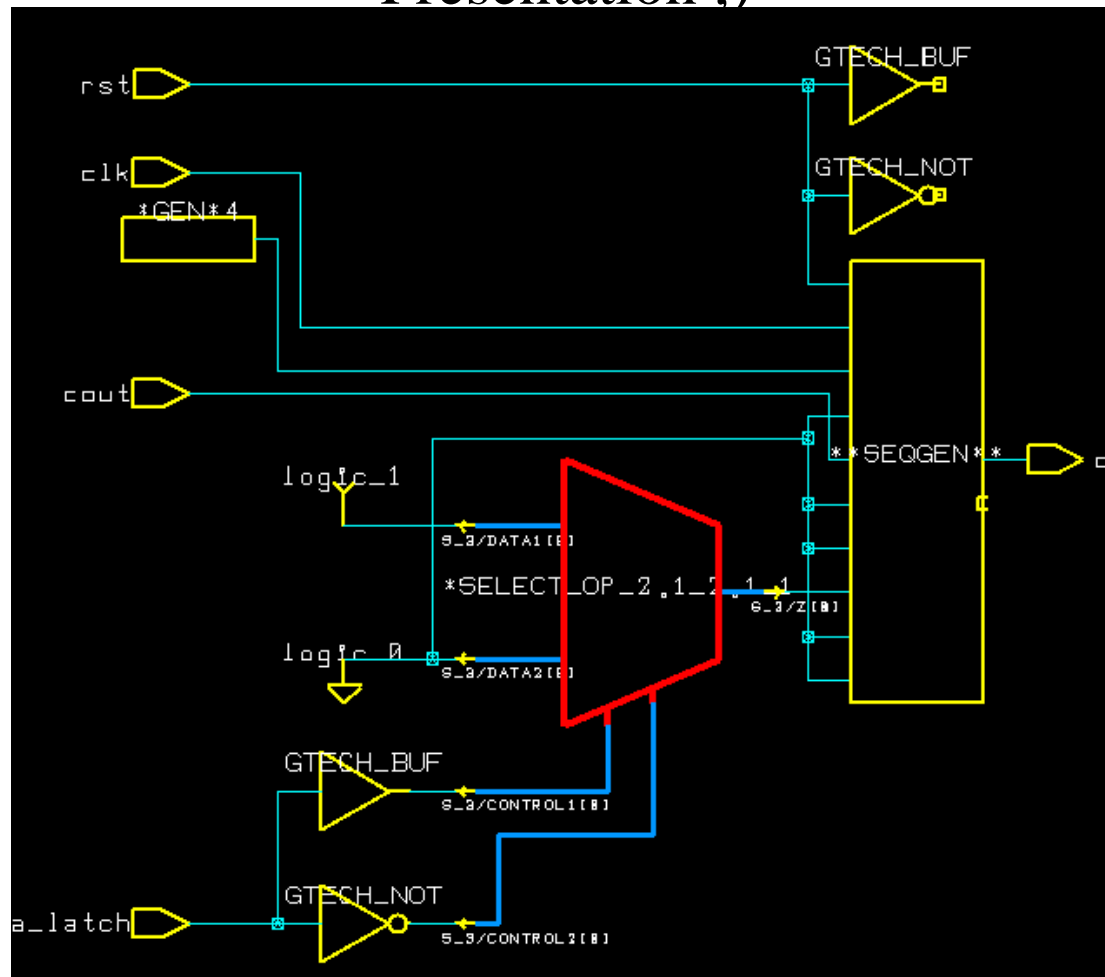 Presentation ;)
GTECH_BUF
rst
clk
GTECH_NOT
*GEN*4
cout
**SEQGEN**
logic_1
S_3/DATA1[0]
*SELECT_OP_2.1_2.1_1
S_3/Z[0]
logic_0
S_3/DATA2[0]
GTECH_BUF
S_3/CONTROL1[0]
GTECH_NOT
a_latch
S_3/CONTROL2[0]